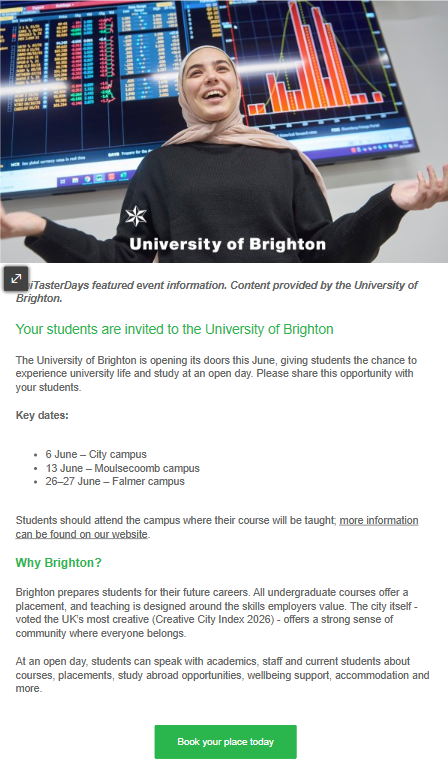 University of Brighton
iTasterDays featured event information. Content provided by the University of
Brighton.
Your students are invited to the University of Brighton
The University of Brighton is opening its doors this June, giving students the chance to
experience university life and study at an open day. Please share this opportunity with
your students.
Key dates:
• 6 June – City campus
• 13 June – Moulsecoomb campus
• 26–27 June – Falmer campus
Students should attend the campus where their course will be taught; more information
can be found on our website.
Why Brighton?
Brighton prepares students for their future careers. All undergraduate courses offer a
placement, and teaching is designed around the skills employers value. The city itself -
voted the UK's most creative (Creative City Index 2026) - offers a strong sense of
community where everyone belongs.
At an open day, students can speak with academics, staff and current students about
courses, placements, study abroad opportunities, wellbeing support, accommodation and
more.
Book your place today